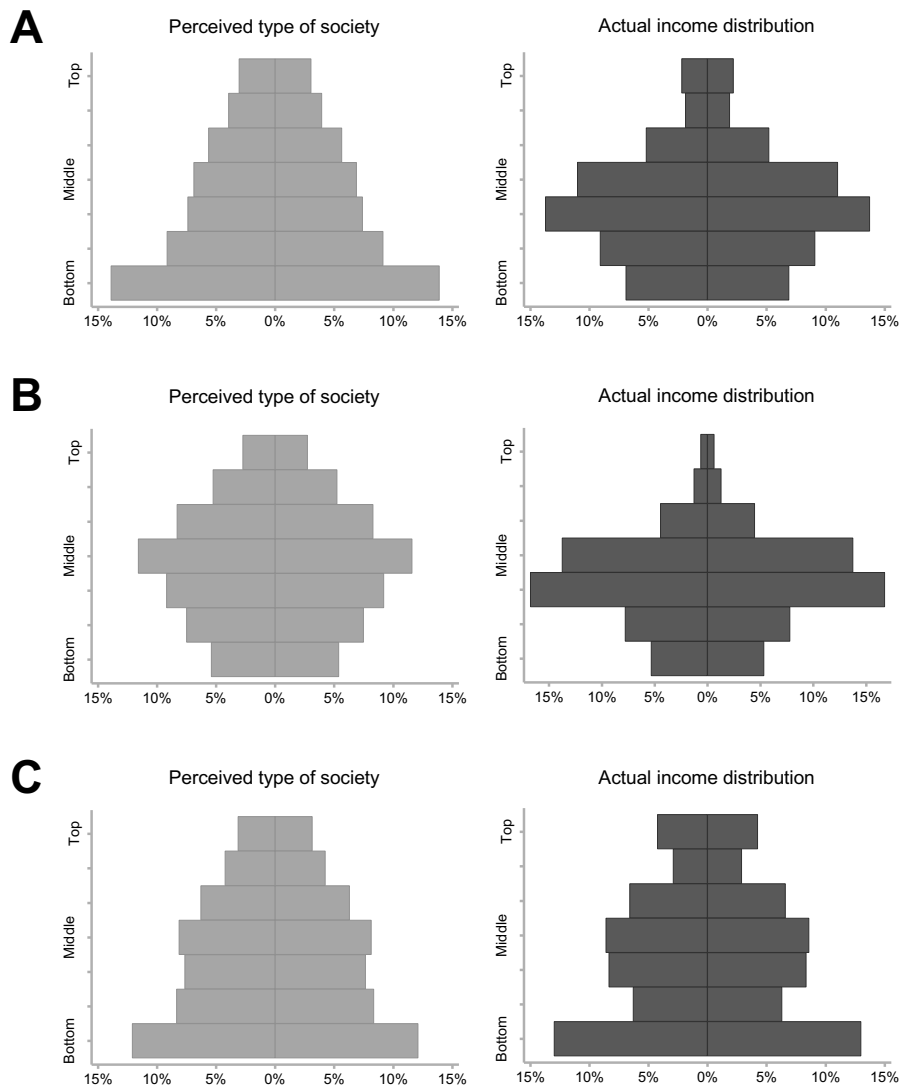 A
Perceived type of society
Actual income distribution
Top
Middle
Bottom
15% 10% 5% 0% 5% 10% 15%
Top
Middle
Bottom
15% 10% 5% 0% 5% 10% 15%
B
Perceived type of society
Actual income distribution
Top
Middle
Bottom
15% 10% 5% 0% 5% 10% 15%
Top
Middle
Bottom
15% 10% 5% 0% 5% 10% 15%
C
Perceived type of society
Actual income distribution
Top
Middle
Bottom
15% 10% 5% 0% 5% 10% 15%
Top
Middle
Bottom
15% 10% 5% 0% 5% 10% 15%